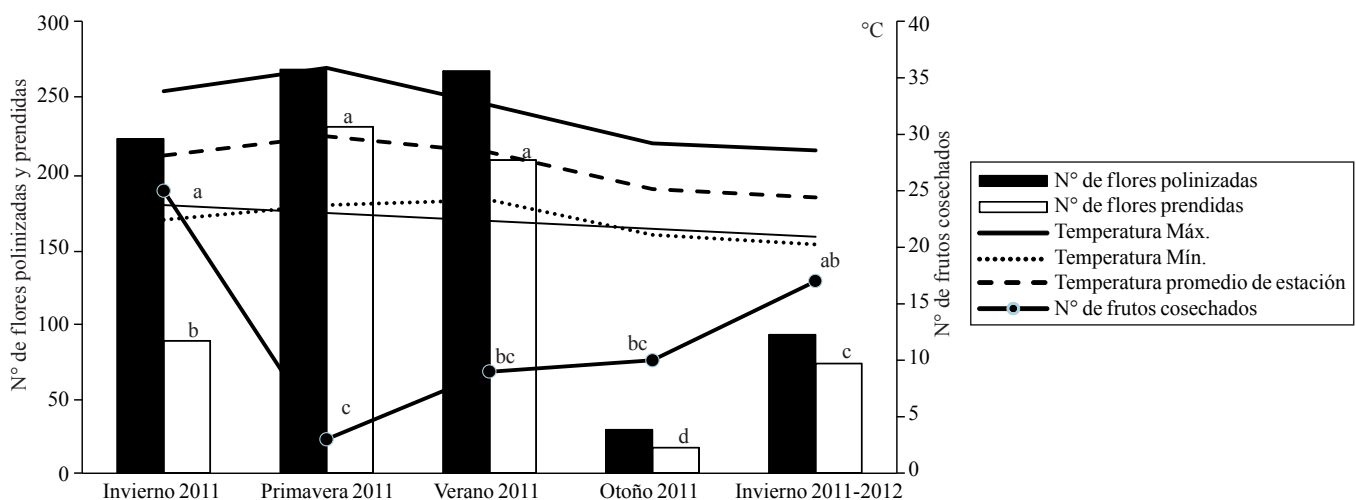 300
250
200
150
100
50
0
N° de flores polinizadas y prendidas
a
b
a
c
a
bc
bc
d
ab
c
°C
40
35
30
25
20
15
10
5
0
N° de frutos cosechados
Invierno 2011
Primavera 2011
Verano 2011
Otoño 2011
Invierno 2011-2012
N° de flores polinizadas
N° de flores prendidas
Temperatura Máx.
Temperatura Mín.
Temperatura promedio de estación
N° de frutos cosechados